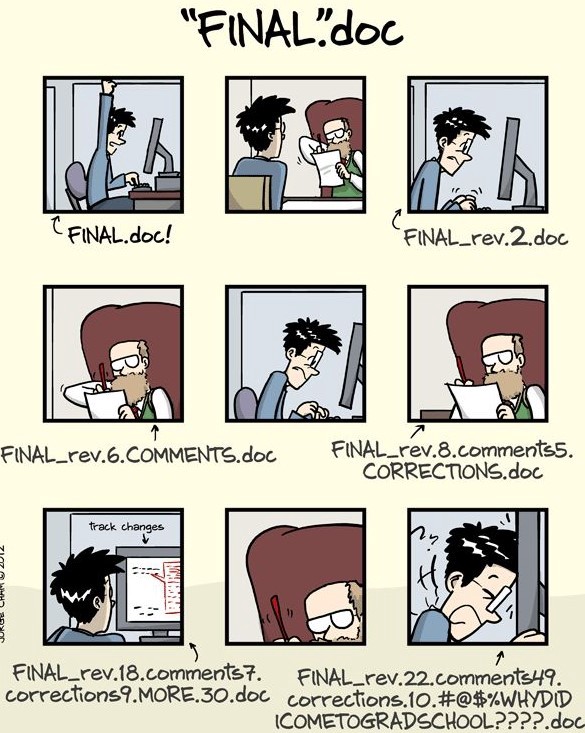 "FINAL".doc
FINAL.doc!
FINAL_rev.2.doc
FINAL_rev.6.COMMENTS.doc
FINAL_rev.8.comments5.
CORRECTIONS.doc
track changes
FINAL_rev.18.comments7.
corrections9.MORE.30.doc
FINAL_rev.22.comments49.
corrections.10.#@$%WHYDID
ICOMETOGRADSCHOOL????.doc
JORGE CHAM © 2012